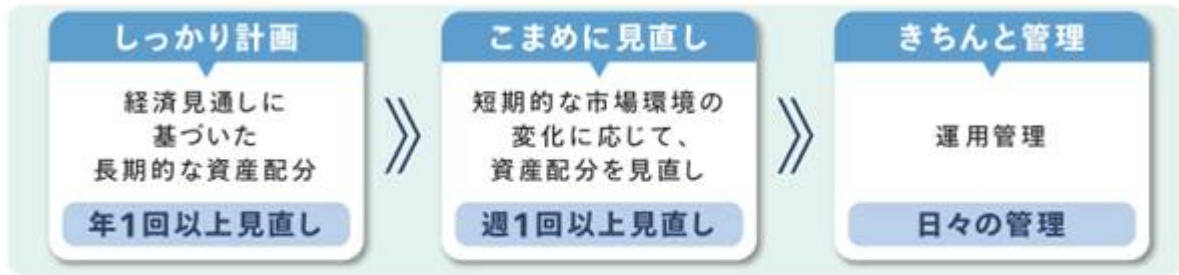 しっかり計画
経済見通しに
基づいた
長期的な資産配分
年1回以上見直し
こまめに見直し
短期的な市場環境の
変化に応じて、
資産配分を見直し
週1回以上見直し
きちんと管理
運用管理
日々の管理